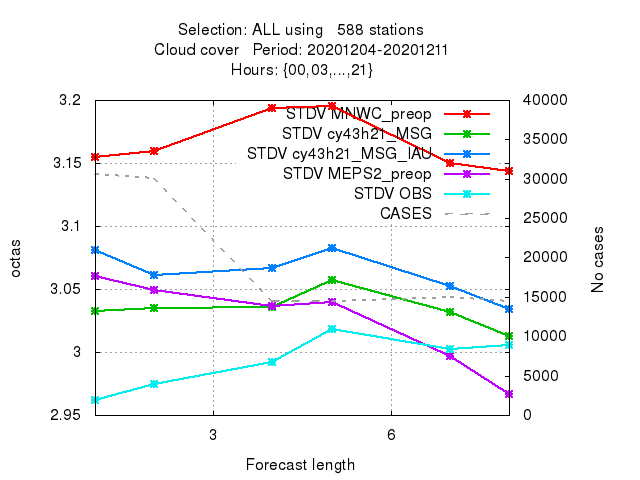 Selection: ALL using 588 stations
Cloud cover Period: 20201204-20201211
Hours: {00,03,...,21}
3.2
3.15
3.1
3.05
3
2.95
octas
40000
35000
30000
25000
20000
15000
10000
5000
0
No cases
STDV MNWC_preop
STDV cy43h21_MSG
STDV cy43h21_MSG_IAU
STDV MEPS2_preop
STDV OBS
CASES
3
6
Forecast length